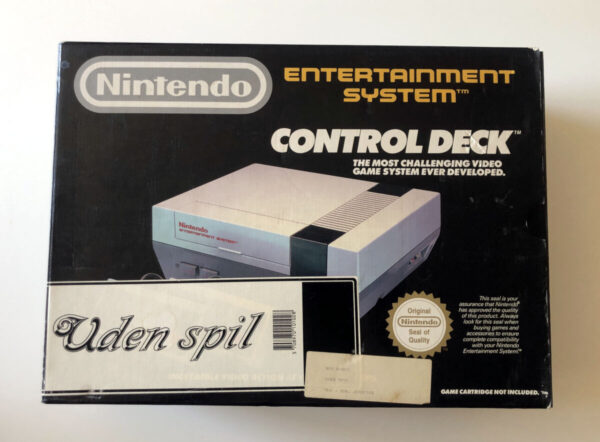 Nintendo
ENTERTAINMENT
SYSTEM™
CONTROL DECK™
THE MOST CHALLENGING VIDEO
GAME SYSTEM EVER DEVELOPED.
Nintendo
ENTERTAINMENT SYSTEM™
Uden spil
Original
Nintendo
Seal of
Quality
This seal is your
assurance that Nintendo®
has approved the quality
of this product. Always
look for this seal when
buying games and
accessories to ensure
complete compatibility
with your Nintendo
Entertainment System.
GAME CARTRIDGE NOT INCLUDED.